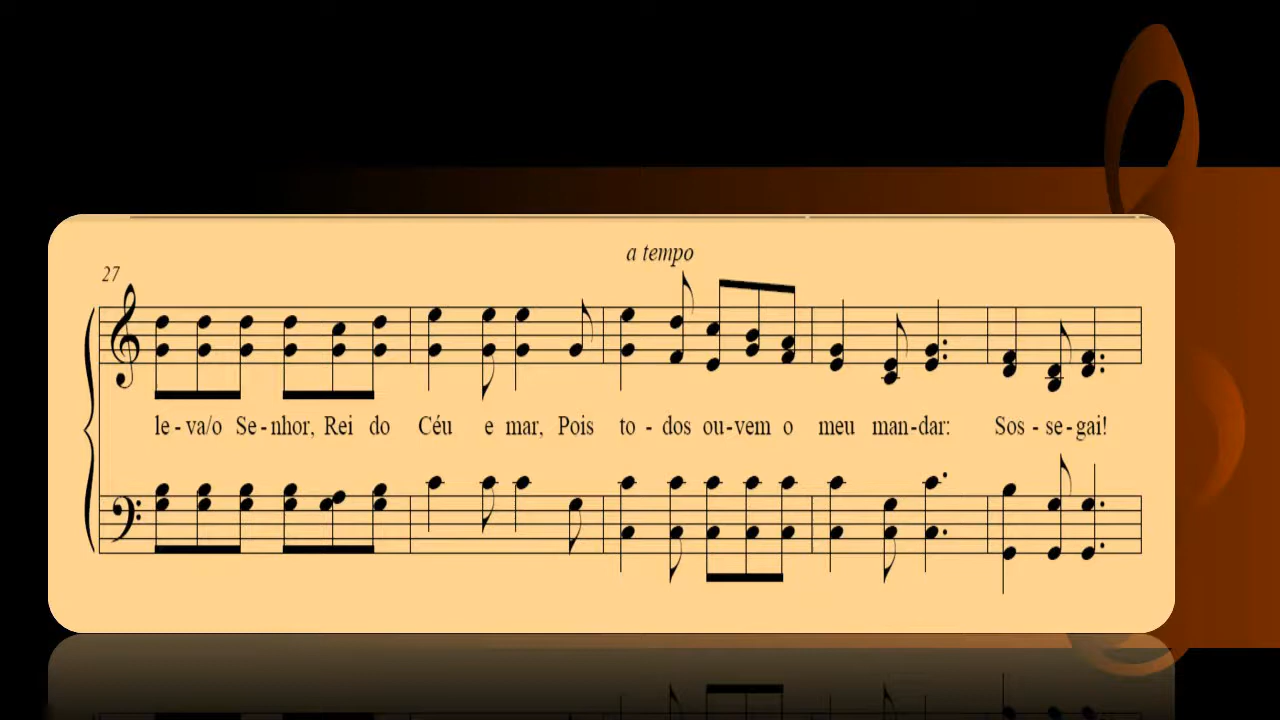 a tempo
27
le - va/o Se - nhor, Rei do Céu e mar, Pois to - dos ou - vem o meu man - dar: Sos - se - gai!